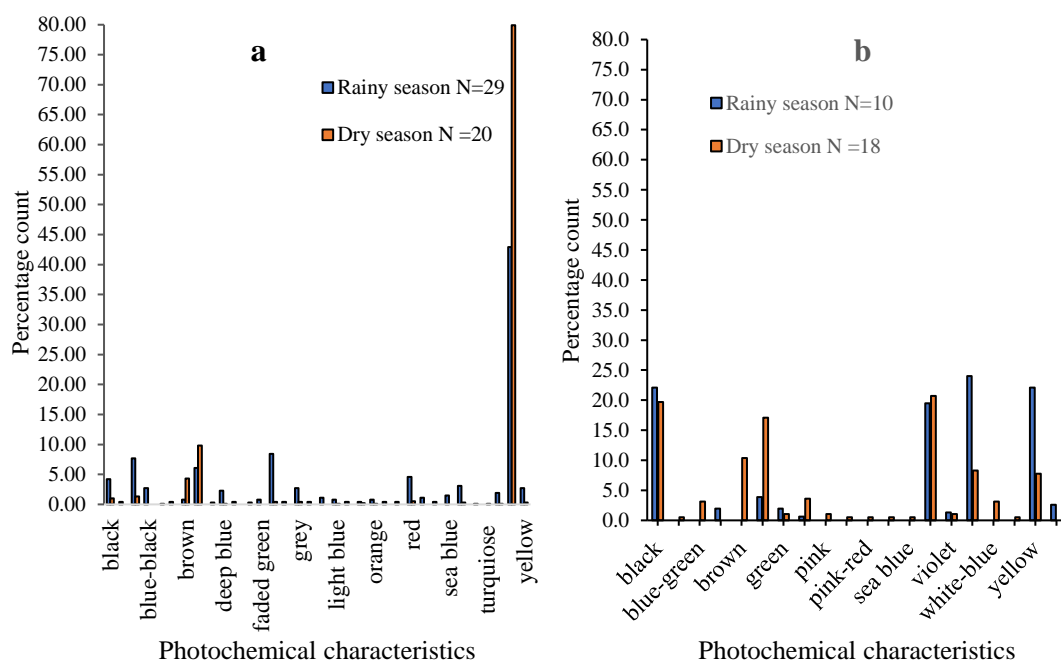 a
Rainy season N=29
Dry season N =20
80.00
75.00
70.00
65.00
60.00
55.00
50.00
45.00
40.00
35.00
30.00
25.00
20.00
15.00
10.00
5.00
0.00
Percentage count
black
blue-black
brown
deep blue
faded green
grey
light blue
orange
red
sea blue
turquiose
yellow
Photochemical characteristics
b
Rainy season N=10
Dry season N =18
80.0
75.0
70.0
65.0
60.0
55.0
50.0
45.0
40.0
35.0
30.0
25.0
20.0
15.0
10.0
5.0
0.0
Percentage count
black
blue-green
brown
green
pink
pink-red
sea blue
violet
white-blue
yellow
Photochemical characteristics